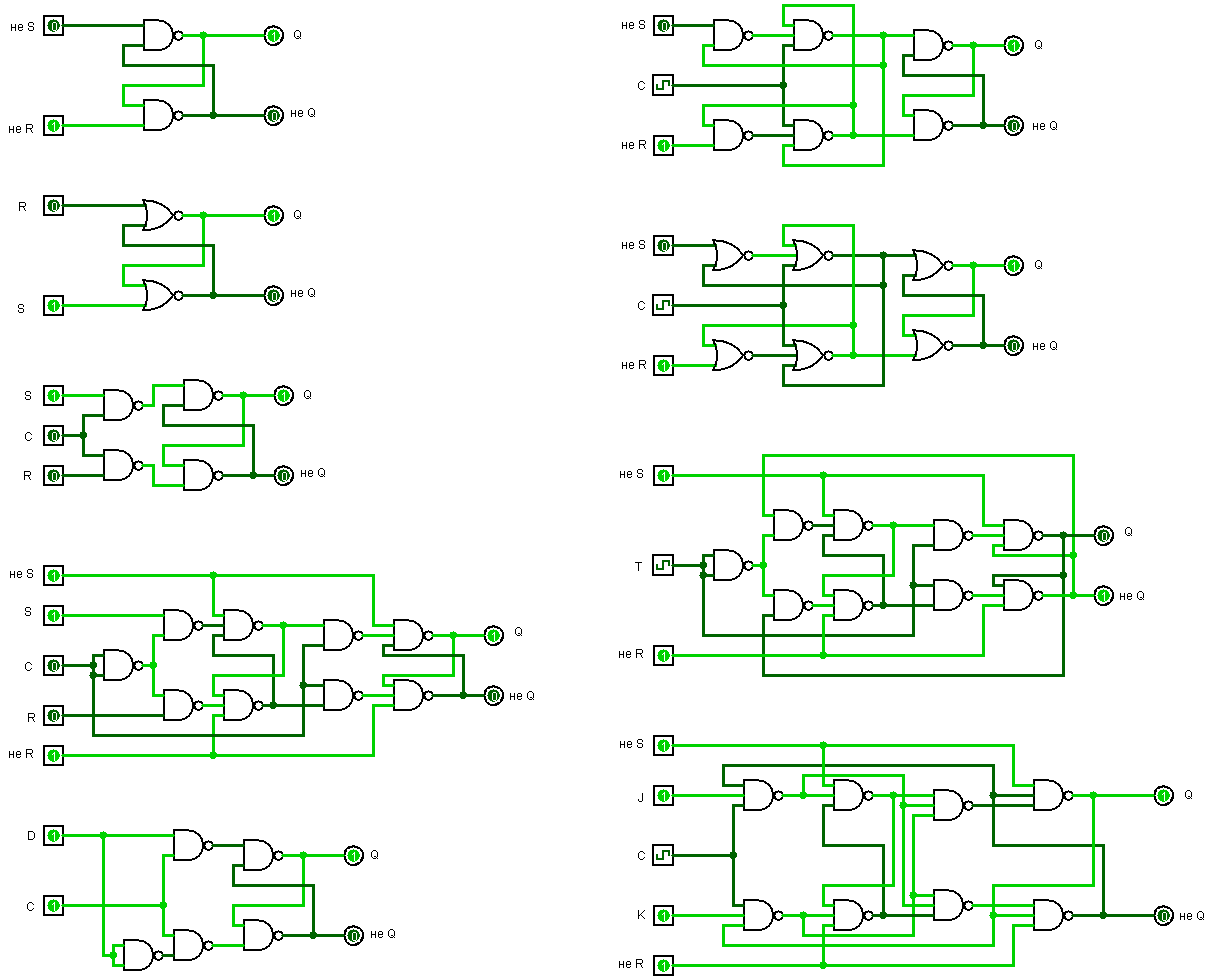 не S 0 1 Q
не R 1 0 не Q
R 0 1 Q
S 1 0 не Q
S 1 1 Q
C 0
R 0 0 не Q
не S 1
S 1 1 Q
C 0
R 0 0 не Q
не R 1
D 1 1 Q
C 1
0 не Q
не S 0 1 Q
C
не R 1 0 не Q
не S 0 1 Q
C
не R 1 0 не Q
не S 1
0 Q
T
1 не Q
не R 1
не S 1
J 1 1 Q
C
K 1 0 не Q
не R 1